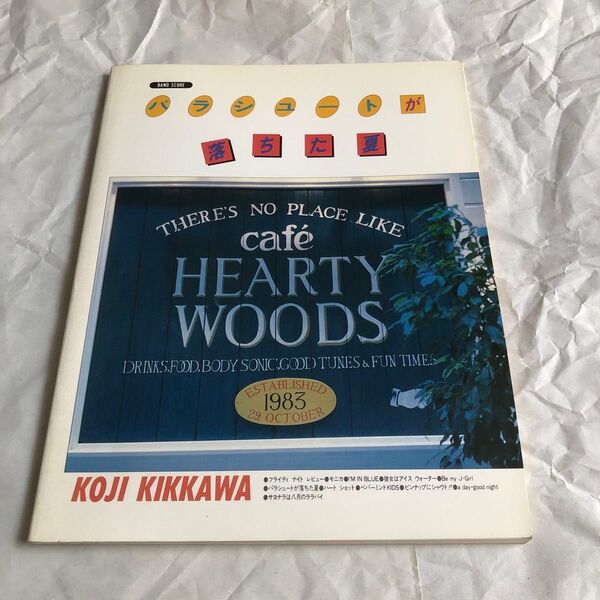 BAND SCORE
パラシュートが
落ちた夏
THERE'S NO PLACE LIKE
café
HEARTY
WOODS
DRINKS, FOOD, BODY SONIC, GOOD TUNES & FUN TIMES
ESTABLISHED
1983
29. OCTOBER
KOJI KIKKAWA
●フライディ ナイト レビュー●モニカ●I'M IN BLUE●彼女はアイス ウォーター●Be my J-Girl
●パラシュートが落ちた夏●ハート ショット●ペパーミントKIDS●ピンナップにシャウト!!●a day・good night
●サヨナラは八月のララバイ